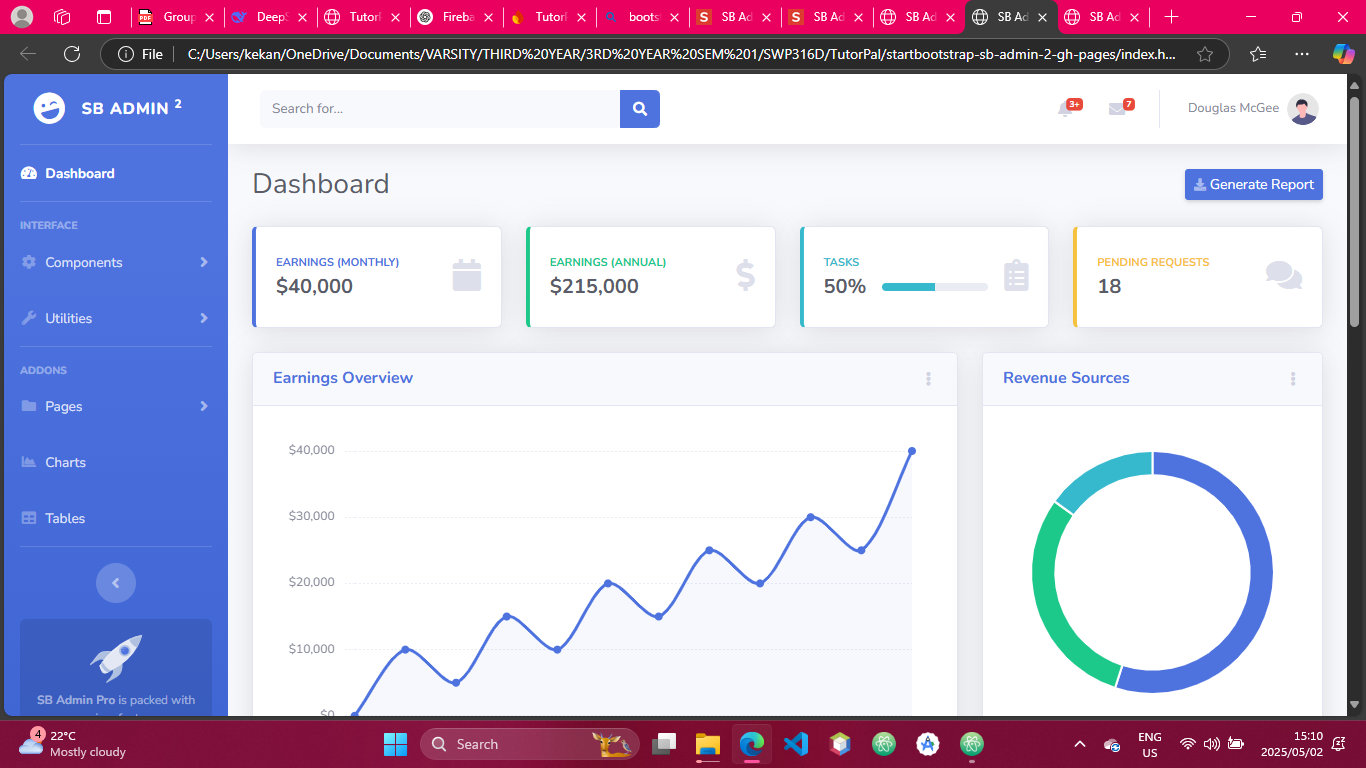 Group
DeepS
TutorF
Fireba
TutorF
boots
SB Ad
SB Ad
SB Ad
SB Ad
SB Ad
File
C:/Users/kekan/OneDrive/Documents/VARSITY/THIRD%20YEAR/3RD%20YEAR%20SEM%201/SWP316D/TutorPal/startbootstrap-sb-admin-2-gh-pages/index.h...
SB ADMIN 2
Search for...
3+
7
Douglas McGee
Dashboard
INTERFACE
Components
Utilities
ADDONS
Pages
Charts
Tables
SB Admin Pro is packed with
Dashboard
Generate Report
EARNINGS (MONTHLY)
$40,000
EARNINGS (ANNUAL)
$215,000
TASKS
50%
PENDING REQUESTS
18
Earnings Overview
$40,000
$30,000
$20,000
$10,000
$0
Revenue Sources
4
22°C
Mostly cloudy
Search
ENG
US
15:10
2025/05/02